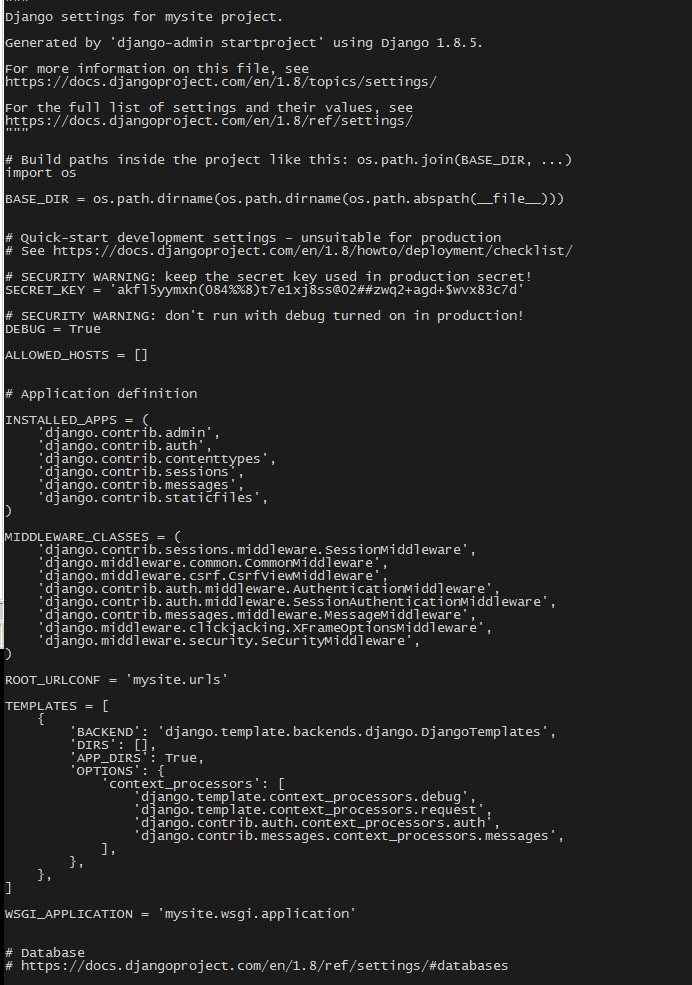 """
Django settings for mysite project.

Generated by 'django-admin startproject' using Django 1.8.5.

For more information on this file, see
https://docs.djangoproject.com/en/1.8/topics/settings/

For the full list of settings and their values, see
https://docs.djangoproject.com/en/1.8/ref/settings/
"""

# Build paths inside the project like this: os.path.join(BASE_DIR, ...)
import os

BASE_DIR = os.path.dirname(os.path.dirname(os.path.abspath(__file__)))


# Quick-start development settings - unsuitable for production
# See https://docs.djangoproject.com/en/1.8/howto/deployment/checklist/

# SECURITY WARNING: keep the secret key used in production secret!
SECRET_KEY = 'akfl5yymxn(084%%8)t7e1xj8ss@02##zwq2+agd+$wvx83c7d'

# SECURITY WARNING: don't run with debug turned on in production!
DEBUG = True

ALLOWED_HOSTS = []


# Application definition

INSTALLED_APPS = (
    'django.contrib.admin',
    'django.contrib.auth',
    'django.contrib.contenttypes',
    'django.contrib.sessions',
    'django.contrib.messages',
    'django.contrib.staticfiles',
)

MIDDLEWARE_CLASSES = (
    'django.contrib.sessions.middleware.SessionMiddleware',
    'django.middleware.common.CommonMiddleware',
    'django.middleware.csrf.CsrfViewMiddleware',
    'django.contrib.auth.middleware.AuthenticationMiddleware',
    'django.contrib.auth.middleware.SessionAuthenticationMiddleware',
    'django.contrib.messages.middleware.MessageMiddleware',
    'django.middleware.clickjacking.XFrameOptionsMiddleware',
    'django.middleware.security.SecurityMiddleware',
)

ROOT_URLCONF = 'mysite.urls'

TEMPLATES = [
    {
        'BACKEND': 'django.template.backends.django.DjangoTemplates',
        'DIRS': [],
        'APP_DIRS': True,
        'OPTIONS': {
            'context_processors': [
                'django.template.context_processors.debug',
                'django.template.context_processors.request',
                'django.contrib.auth.context_processors.auth',
                'django.contrib.messages.context_processors.messages',
            ],
        },
    },
]

WSGI_APPLICATION = 'mysite.wsgi.application'


# Database
# https://docs.djangoproject.com/en/1.8/ref/settings/#databases